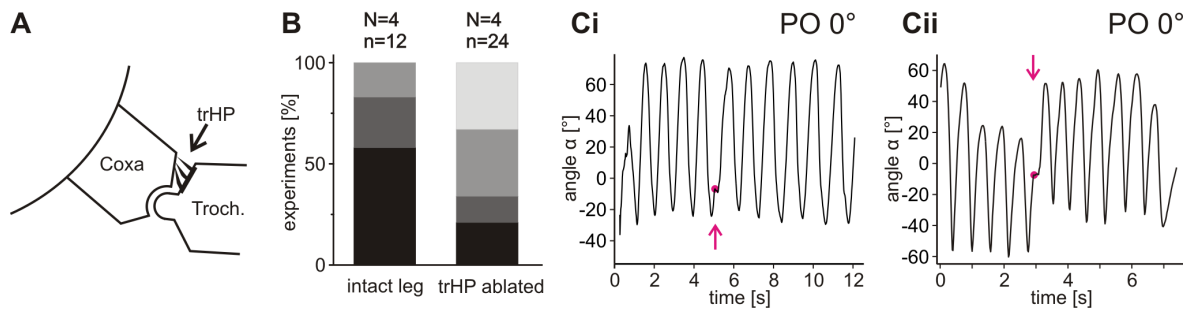 A
trHP
Coxa
Troch.
B
N=4 N=4
n=12 n=24
experiments [%]
100
50
0
intact leg trHP ablated
Ci PO 0°
angle α [°]
60
40
20
0
-20
-40
0 2 4 6 8 10 12
time [s]
Cii PO 0°
angle α [°]
60
40
20
0
-20
-40
-60
0 2 4 6
time [s]